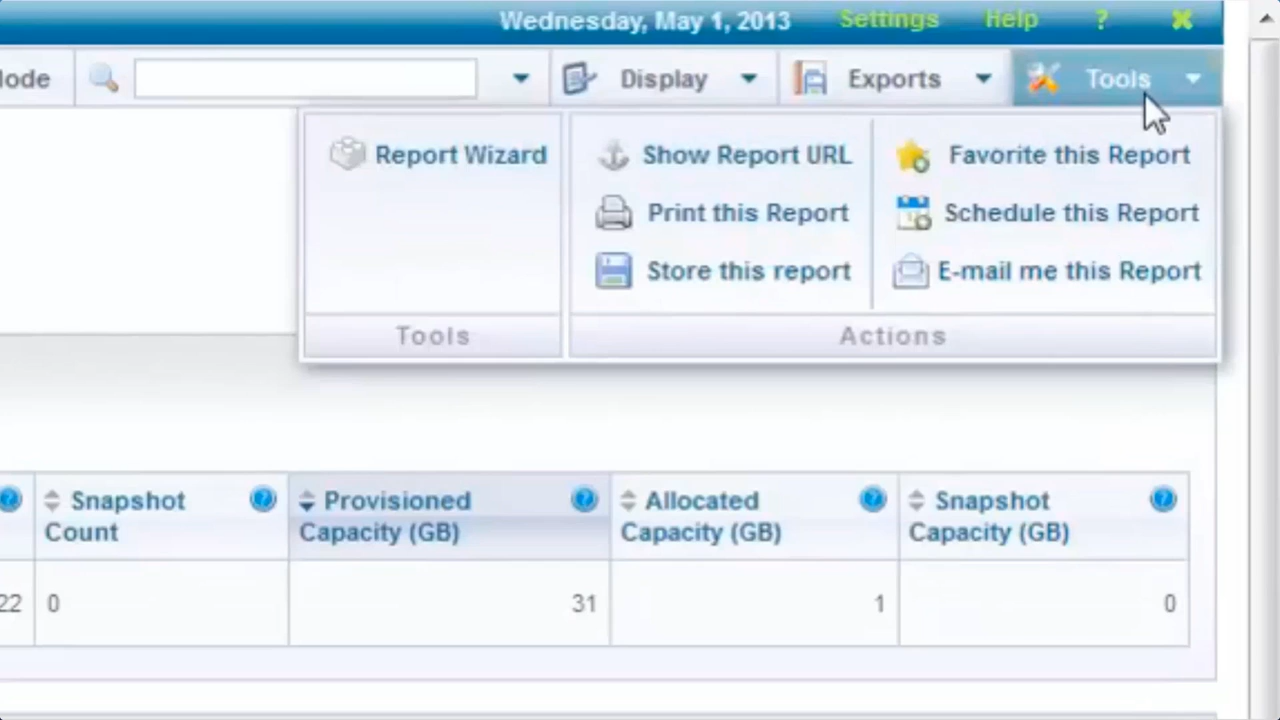 Wednesday, May 1, 2013 Settings Help ?
Display Exports Tools
Report Wizard Show Report URL Favorite this Report
Print this Report Schedule this Report
Store this report E-mail me this Report
Tools Actions
Snapshot Count Provisioned Capacity (GB) Allocated Capacity (GB) Snapshot Capacity (GB)
22 0 31 1 0